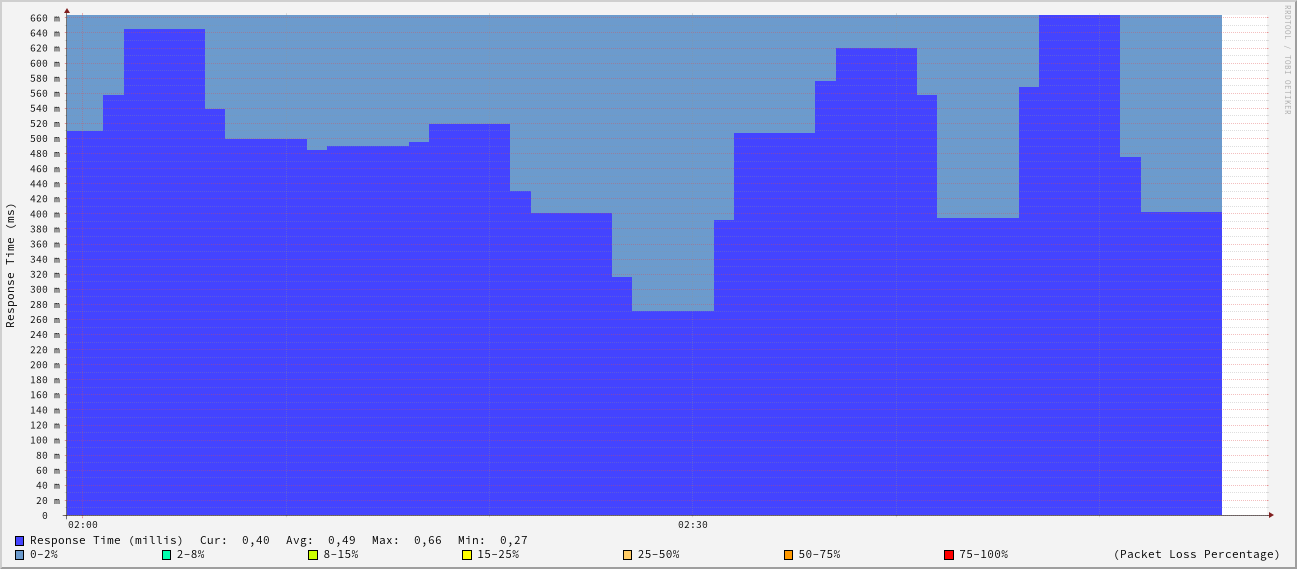 RRDTOOL / TOBI OETIKER
Response Time (ms)
660 m
640 m
620 m
600 m
580 m
560 m
540 m
520 m
500 m
480 m
460 m
440 m
420 m
400 m
380 m
360 m
340 m
320 m
300 m
280 m
260 m
240 m
220 m
200 m
180 m
160 m
140 m
120 m
100 m
80 m
60 m
40 m
20 m
0
02:00 02:30
Response Time (millis) Cur: 0,40 Avg: 0,49 Max: 0,66 Min: 0,27
0-2% 2-8% 8-15% 15-25% 25-50% 50-75% 75-100% (Packet Loss Percentage)